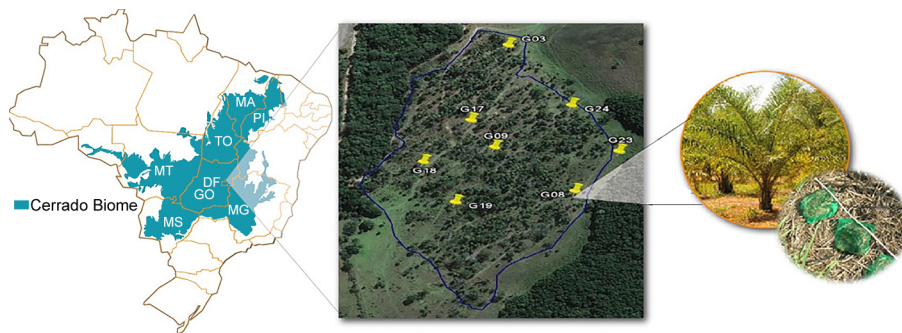 MA
PI
TO
MT
DF
GO
MG
MS
Cerrado Biome
G03
G24
G17
G09
G23
G18
G08
G19